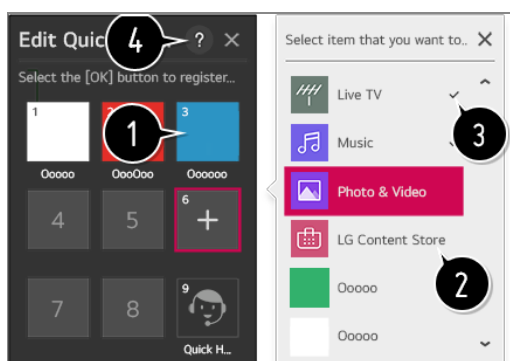 Edit Quic
4
?
Select the [OK] button to register...
1
3
1
Ooooo
OooOoo
Oooooo
4
5
6
+
7
8
9
Quick H...
Select item that you want to..
Live TV
3
Music
Photo & Video
LG Content Store
2
Ooooo
Ooooo